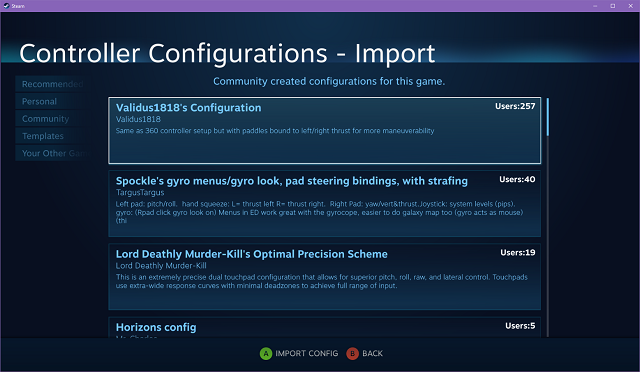 Steam
Controller Configurations - Import
Community created configurations for this game.
Recommended
Personal
Community
Templates
Your Other Ga
Validus1818's Configuration
Users:257
Validus1818
Same as 360 controller setup but with paddles bound to left/right thrust for more maneuverability
Spockle's gyro menus/gyro look, pad steering bindings, with strafing
Users:40
TargusTargus
Left pad: pitch/roll. hand squeeze: L= thrust left R= thrust right. Right Pad: yaw/vert&thrust.Joystick: system levels (pips).
gyro: (Rpad click gyro look on) Menus in ED work great with the gyrocope, easier to do galaxy map too (gyro acts as mouse)
(thi
Lord Deathly Murder-Kill's Optimal Precision Scheme
Users:19
Lord Deathly Murder-Kill
This is an extremely precise dual touchpad configuration that allows for superior pitch, roll, raw, and lateral control. Touchpads
use extra-wide response curves with minimal deadzones to achieve full range of input.
Horizons config
Users:5
A IMPORT CONFIG B BACK